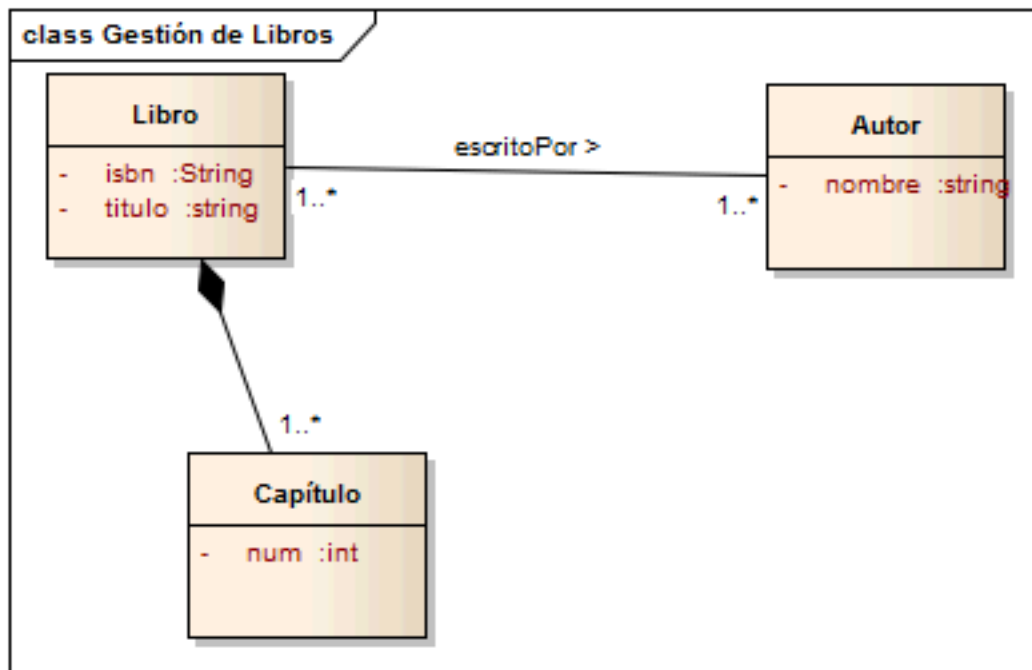 class Gestión de Libros
Libro
- isbn :String
- titulo :string
escritoPor >
1..*
1..*
Autor
- nombre :string
1..*
Capítulo
- num :int